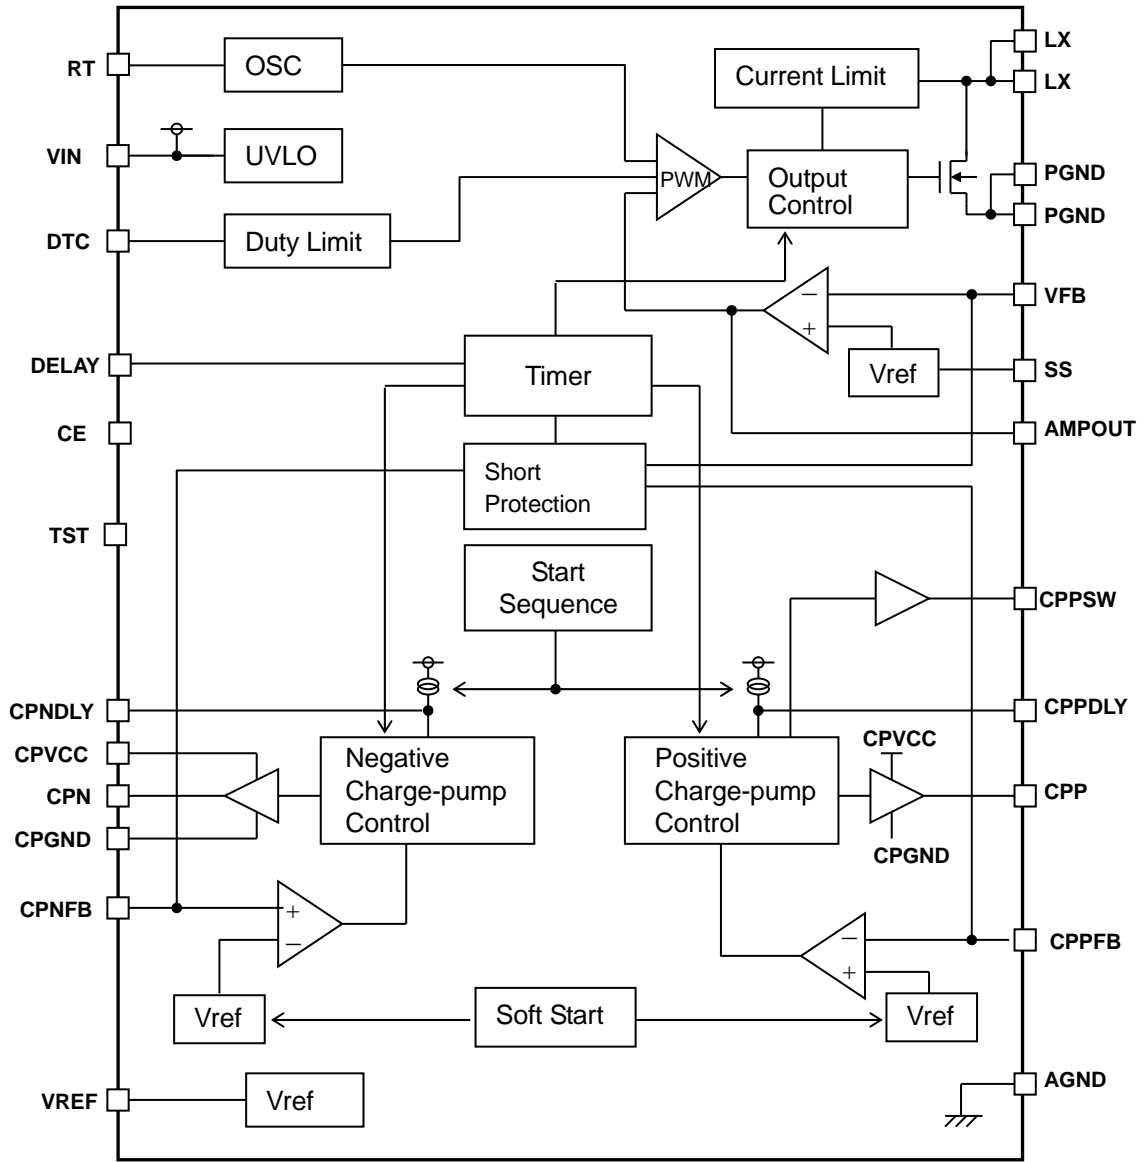 LX
RT
OSC
Current Limit
LX
VIN
UVLO
PWM
Output
Control
PGND
PGND
DTC
Duty Limit
VFB
−
+
DELAY
Timer
Vref
SS
CE
AMPOUT
Short
Protection
TST
Start
Sequence
CPPSW
CPNDLY
CPPDLY
CPVCC
Negative
Charge-pump
Control
Positive
Charge-pump
Control
CPVCC
CPN
CPP
CPGND
CPGND
CPNFB
+
−
−
+
CPPFB
Vref
Soft Start
Vref
VREF
Vref
AGND